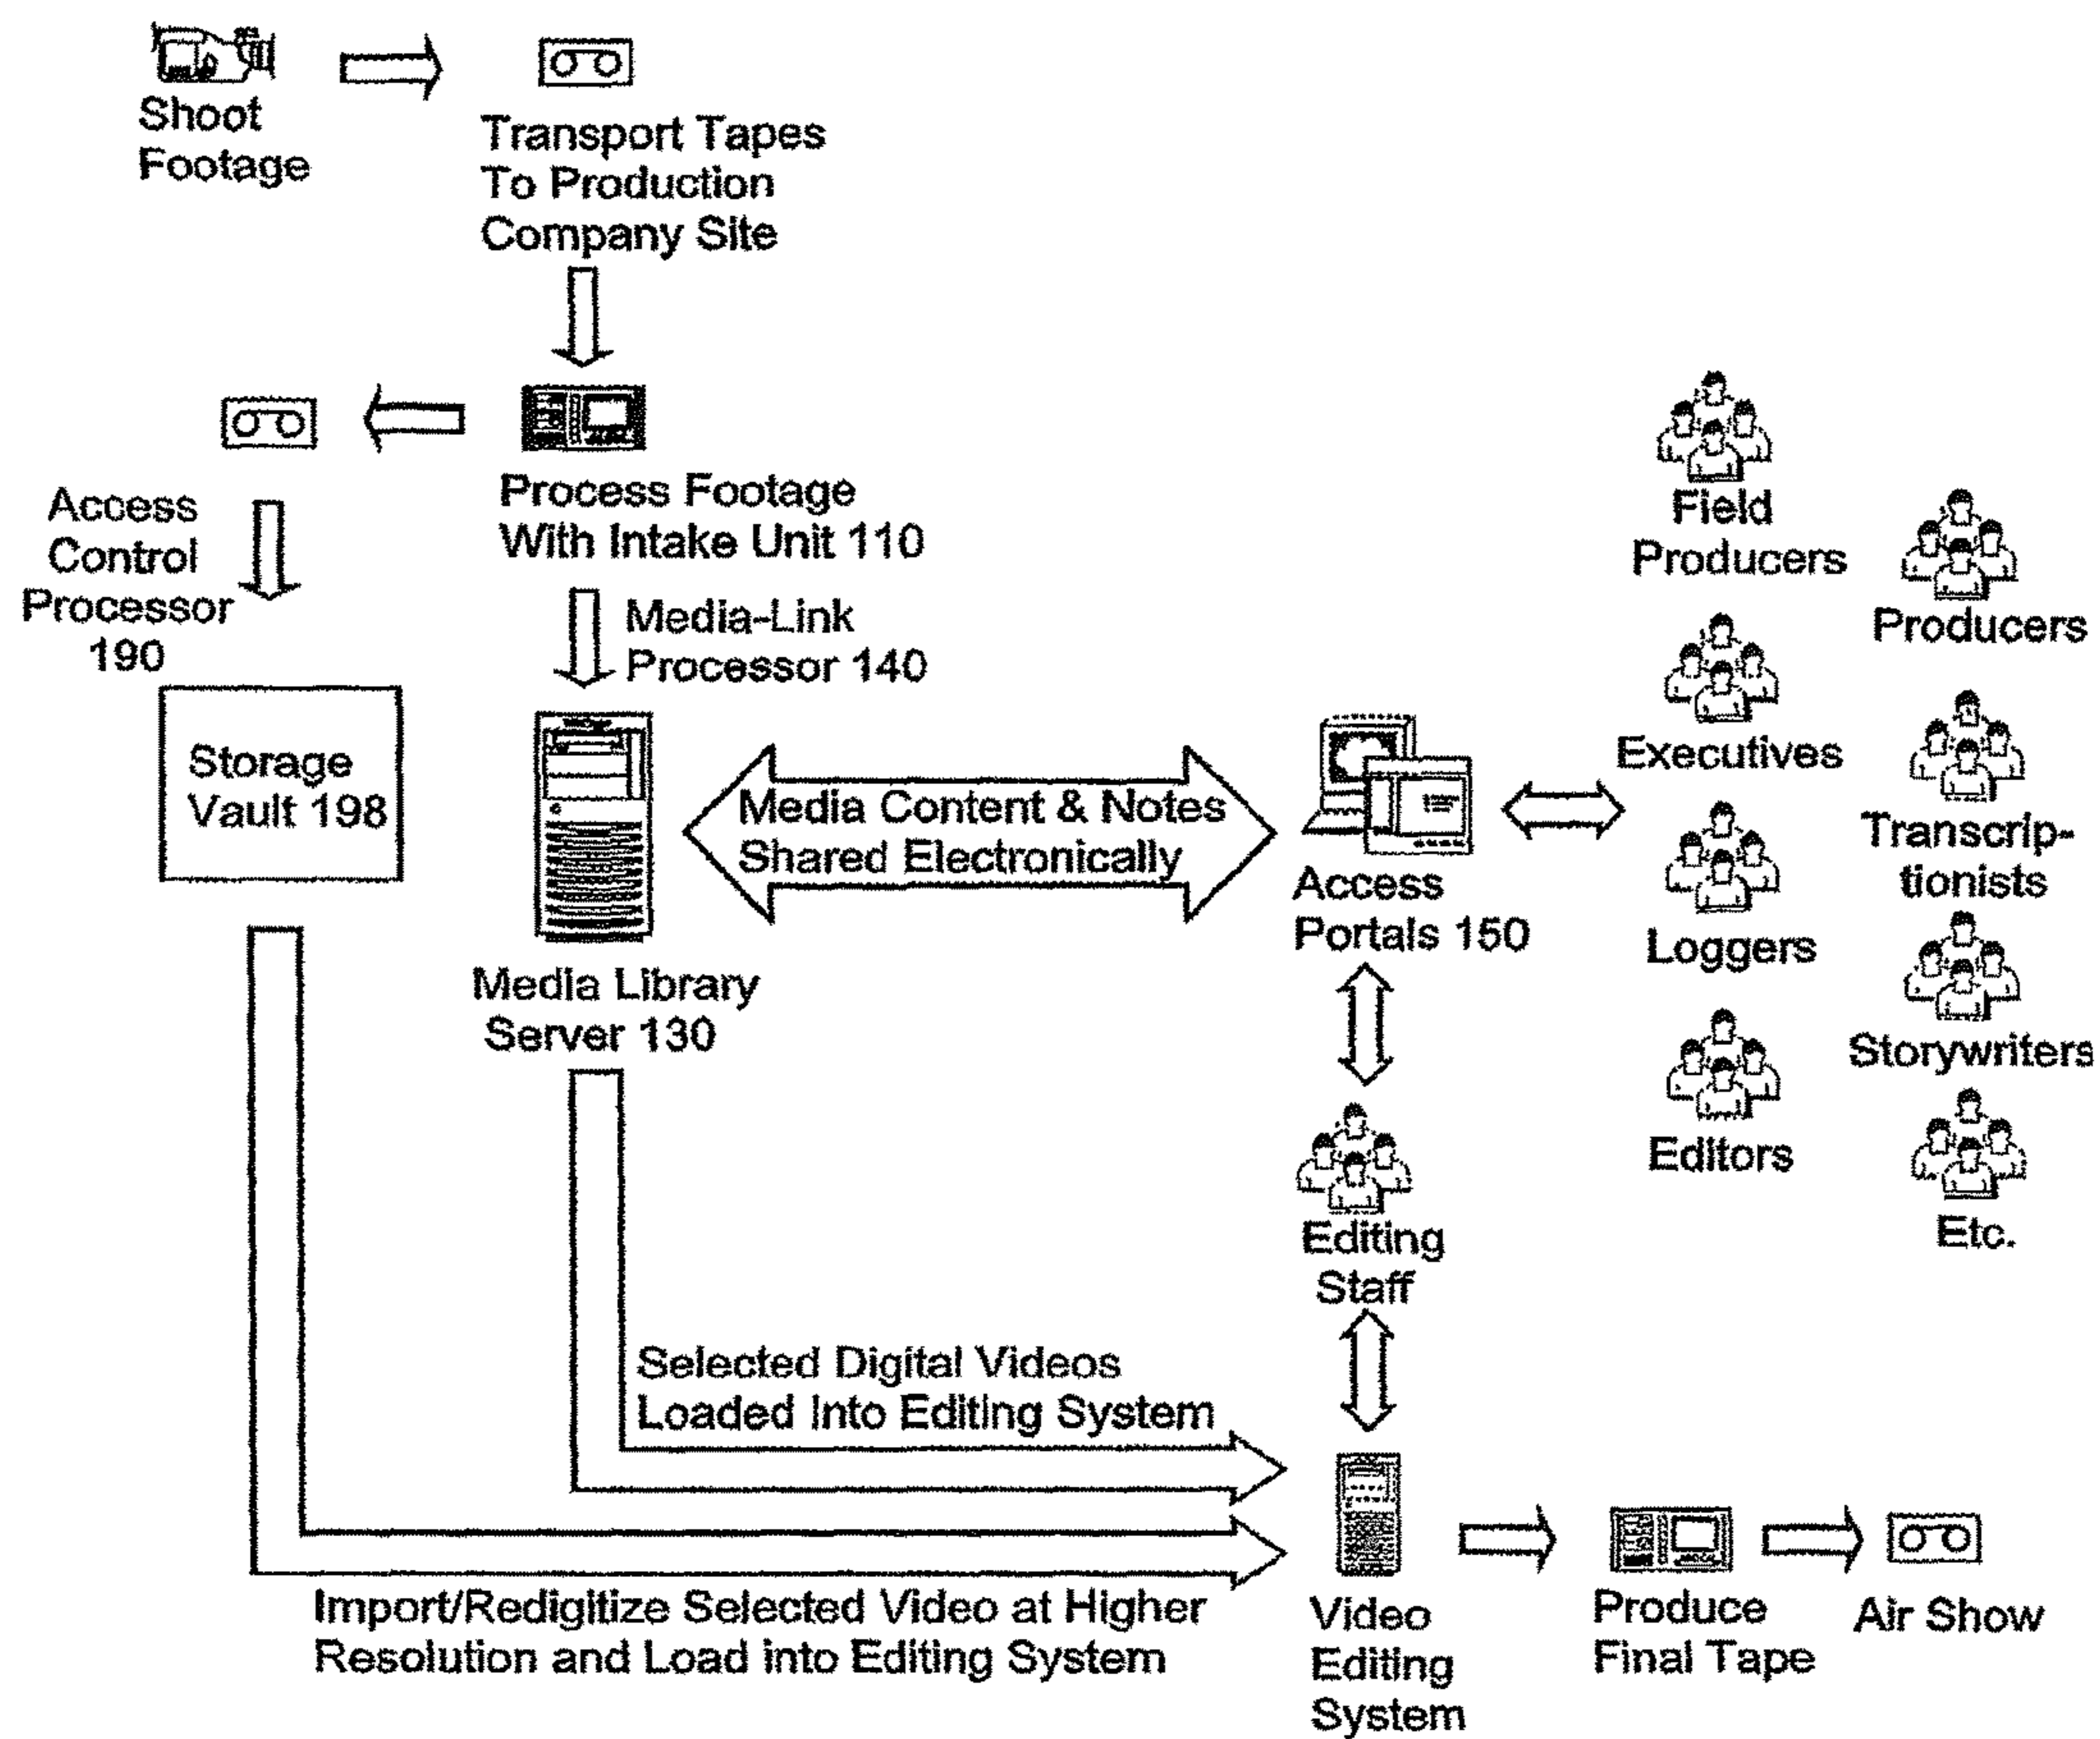 Shoot
Footage
Transport Tapes
To Production
Company Site
Process Footage
With Intake Unit 110
Access
Control
Processor
190
Media-Link
Processor 140
Storage
Vault 198
Media Content & Notes
Shared Electronically
Media Library
Server 130
Access
Portals 150
Field
Producers
Producers
Executives
Transcrip-
tionists
Loggers
Storywriters
Editors
Etc.
Editing
Staff
Selected Digital Videos
Loaded Into Editing System
Import/Redigitize Selected Video at Higher
Resolution and Load into Editing System
Video
Editing
System
Produce
Final Tape
Air Show